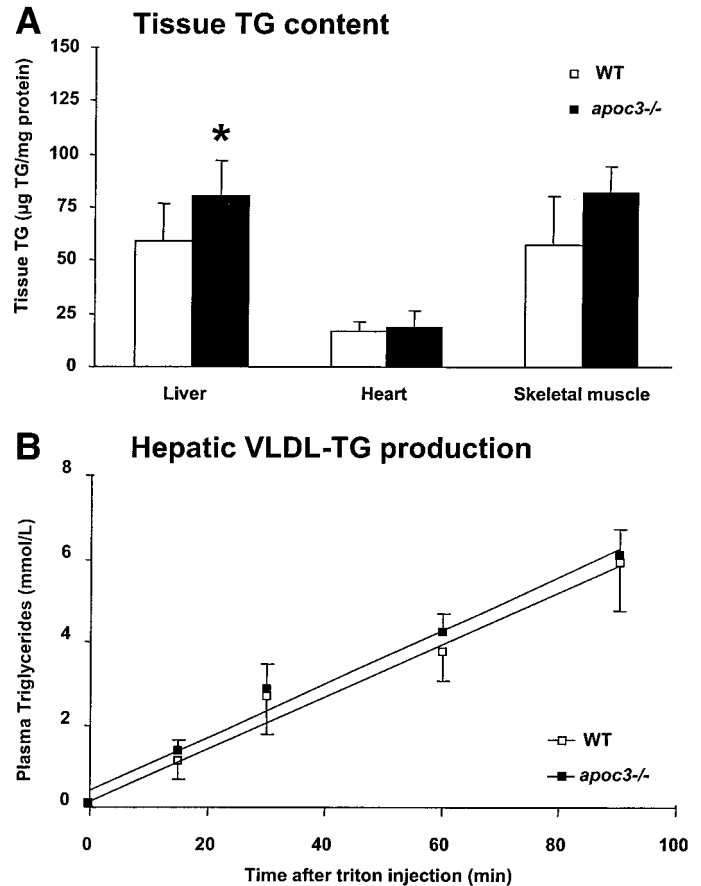 A Tissue TG content
150
125
100
75
50
25
0
Tissue TG (µg TG/mg protein)
WT
apoc3-/-
*
Liver Heart Skeletal muscle
B Hepatic VLDL-TG production
8
6
4
2
0
Plasma Triglycerides (mmol/L)
WT
apoc3-/-
0 20 40 60 80 100
Time after triton injection (min)